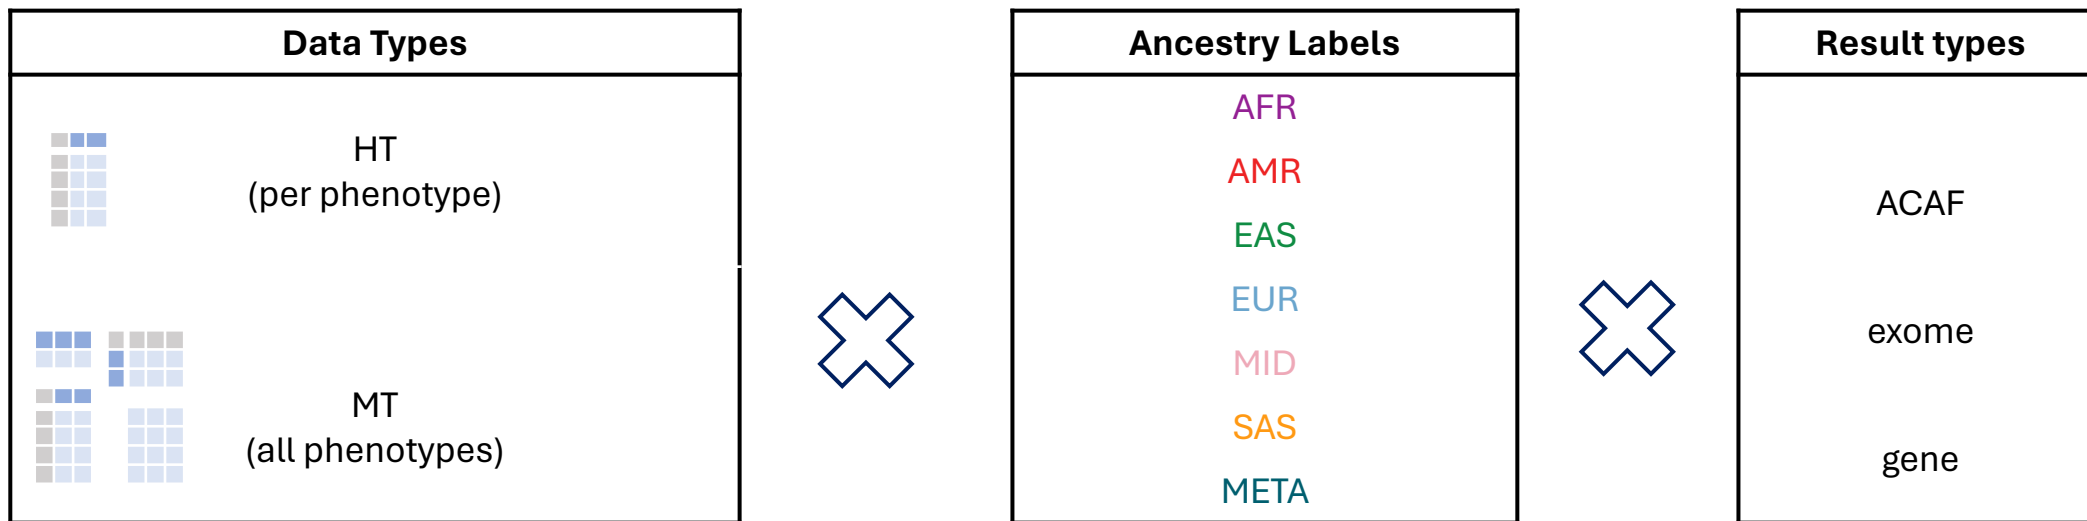 Data Types
HT
(per phenotype)
MT
(all phenotypes)
Ancestry Labels
AFR
AMR
EAS
EUR
MID
SAS
META
Result types
ACAF
exome
gene